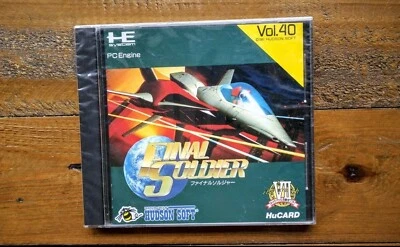 HE
system
Vol.40
PC Engine
FINAL
SOLDIER
ファイナルソルジャー
HUDSON SOFT
HuCARD